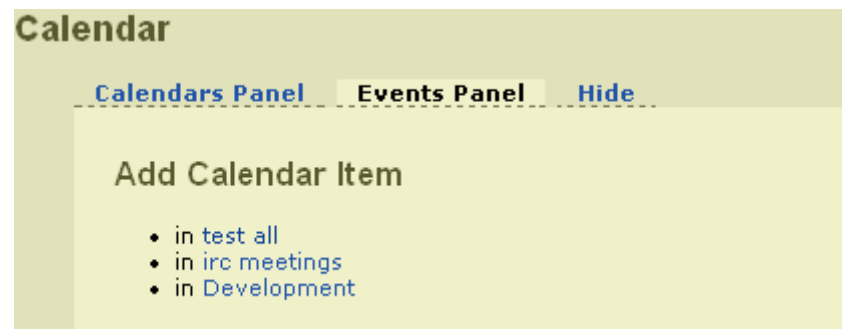 Calendar
Calendars Panel Events Panel Hide
Add Calendar Item
• in test all
• in irc meetings
• in Development